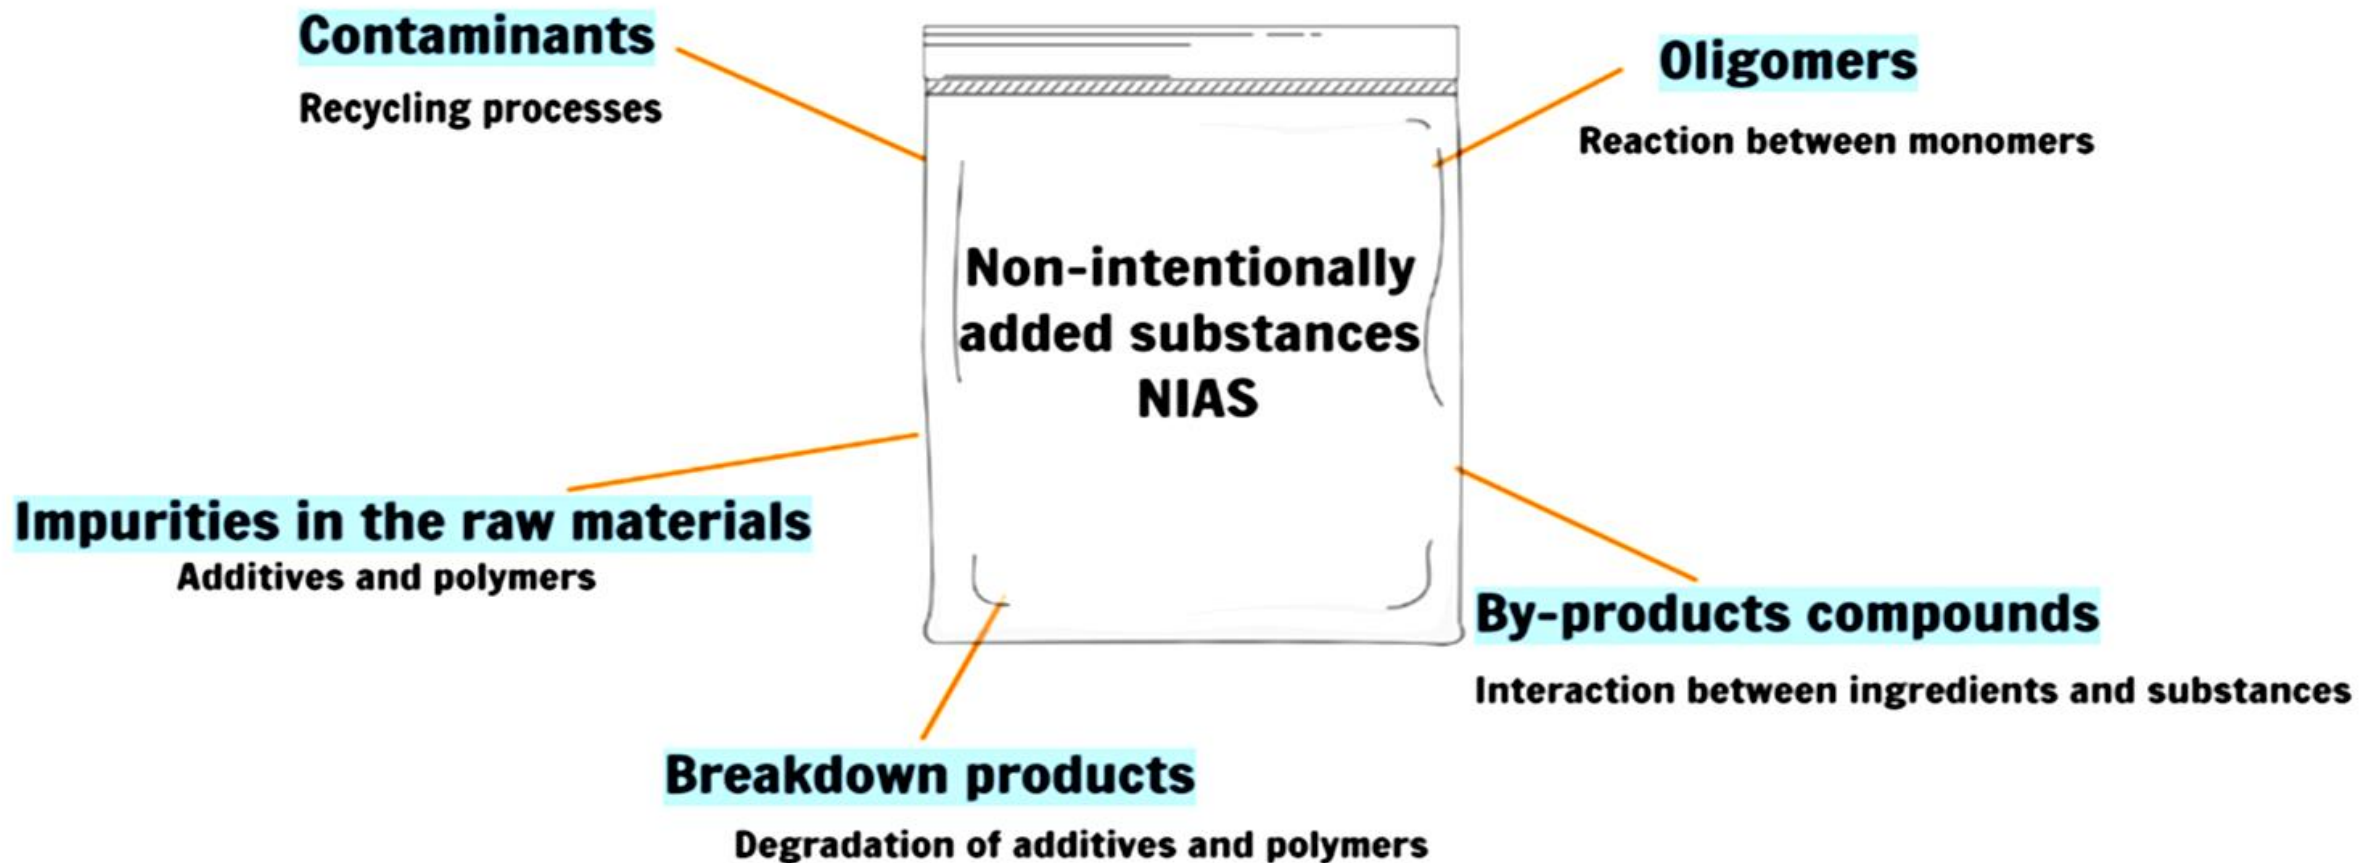 Contaminants
Recycling processes
Oligomers
Reaction between monomers
Non-intentionally
added substances
NIAS
Impurities in the raw materials
Additives and polymers
By-products compounds
Interaction between ingredients and substances
Breakdown products
Degradation of additives and polymers